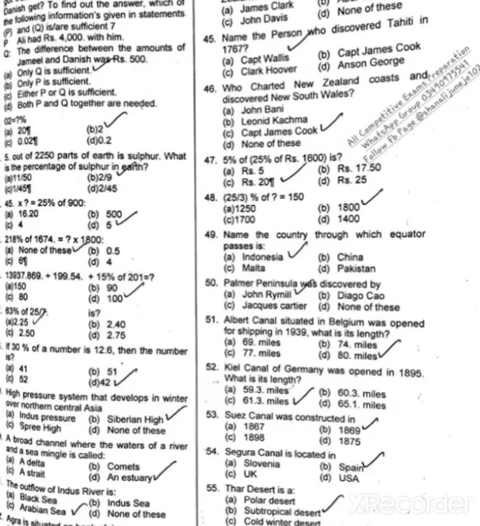 Danish get? To find out the answer, which of
the following information's given in statements
(P) and (Q) is/are sufficient 7
P Ali had Rs. 4,000. with him.
Q: The difference between the amounts of
Jameel and Danish was Rs. 500.
(a) Only Q is sufficient.
(b) Only P is sufficient.
(c) Either P or Q is sufficient.
(d) Both P and Q together are needed.
02=?%
(a) 20¶ (b)2
(c) 0.02¶ (d)0.2
5. out of 2250 parts of earth is sulphur. What
is the percentage of sulphur in earth?
(a)11/50 (b)2/9
(c)1/45¶ (d)2/45
45. x ? = 25% of 900:
(a) 16.20 (b) 500
(c) 4 (d) 5
218% of 1674. = ? x 1800:
(a) None of these (b) 0.5
(c) 6¶ (d) 4
13937.869. + 199.54. + 15% of 201=?
(a)150 (b) 90
(c) 80 (d) 100
63% of 25/7. is?
(a)2.25 (b) 2.40
(c) 2.50 (d) 2.75
If 30 % of a number is 12.6, then the number
is?
(a) 41 (b) 51
(c) 52 (d)42
High pressure system that develops in winter
over northern central Asia
(a) Indus pressure (b) Siberian High
(c) Spree High (d) None of these
A broad channel where the waters of a river
and a sea mingle is called:
(a) A delta (b) Comets
(c) A strait (d) An estuary
The outflow of Indus River is:
(a) Black Sea (b) Indus Sea
(c) Arabian Sea (d) None of these
Agra is situated on
(a) James Clark (b)
(c) John Davis (d) None of these
45. Name the Person who discovered Tahiti in
1767?
(a) Capt Wallis (b) Capt James Cook
(c) Clark Hoover (d) Anson George
46. Who Charted New Zealand coasts and
discovered New South Wales?
(a) John Bani
(b) Leonid Kachma
(c) Capt James Cook
(d) None of these
All Competitive Exams Preparation
WhatsApp Group 03490175541
Follow Fb Page @shanalijunejo107
47. 5% of (25% of Rs. 1600) is?
(a) Rs. 5 (b) Rs. 17.50
(c) Rs. 20¶ (d) Rs. 25
48. (25/3) % of ? = 150
(a)1250 (b) 1800
(c)1700 (d) 1400
49. Name the country through which equator
passes is:
(a) Indonesia (b) China
(c) Malta (d) Pakistan
50. Palmer Peninsula was discovered by
(a) John Rymill (b) Diago Cao
(c) Jacques cartier (d) None of these
51. Albert Canal situated in Belgium was opened
for shipping in 1939, what is its length?
(a) 69. miles (b) 74. miles
(c) 77. miles (d) 80. miles
52. Kiel Canal of Germany was opened in 1895.
What is its length?
(a) 59.3. miles (b) 60.3. miles
(c) 61.3. miles (d) 65.1. miles
53. Suez Canal was constructed in
(a) 1867 (b) 1869
(c) 1898 (d) 1875
54. Segura Canal is located in
(a) Slovenia (b) Spain
(c) UK (d) USA
55. Thar Desert is a:
(a) Polar desert
(b) Subtropical desert
(c) Cold winter desert
XRecorder